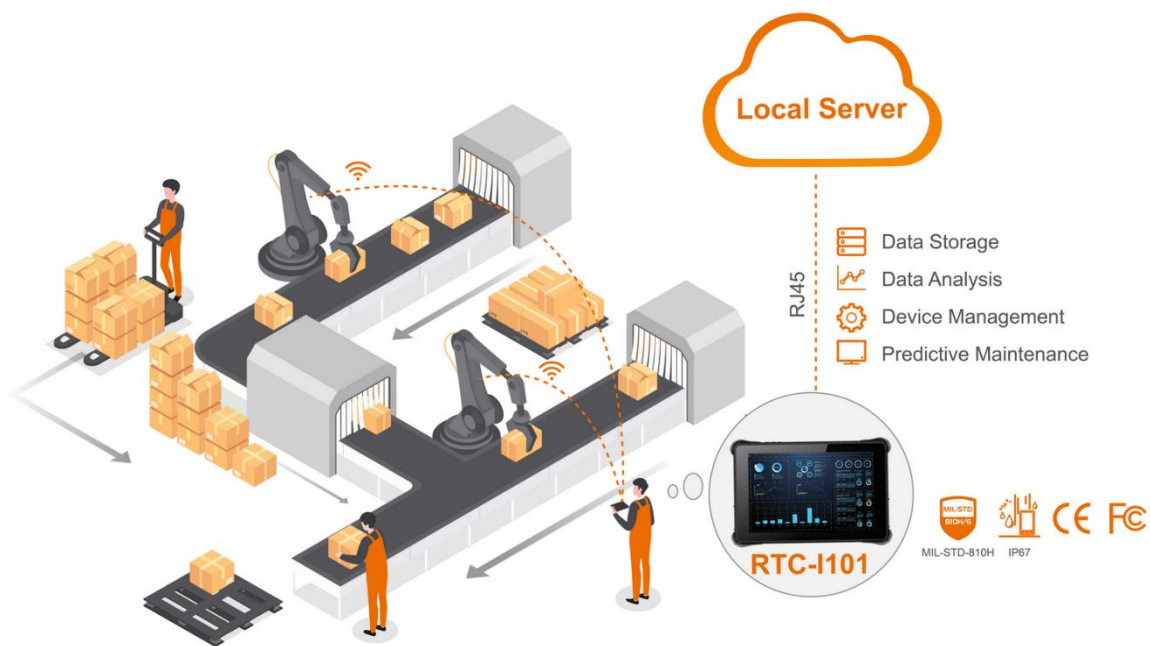 Local Server
RJ45
Data Storage
Data Analysis
Device Management
Predictive Maintenance
RTC-I101
MIL-STD
810H/G
MIL-STD-810H
IP67
CE
FC